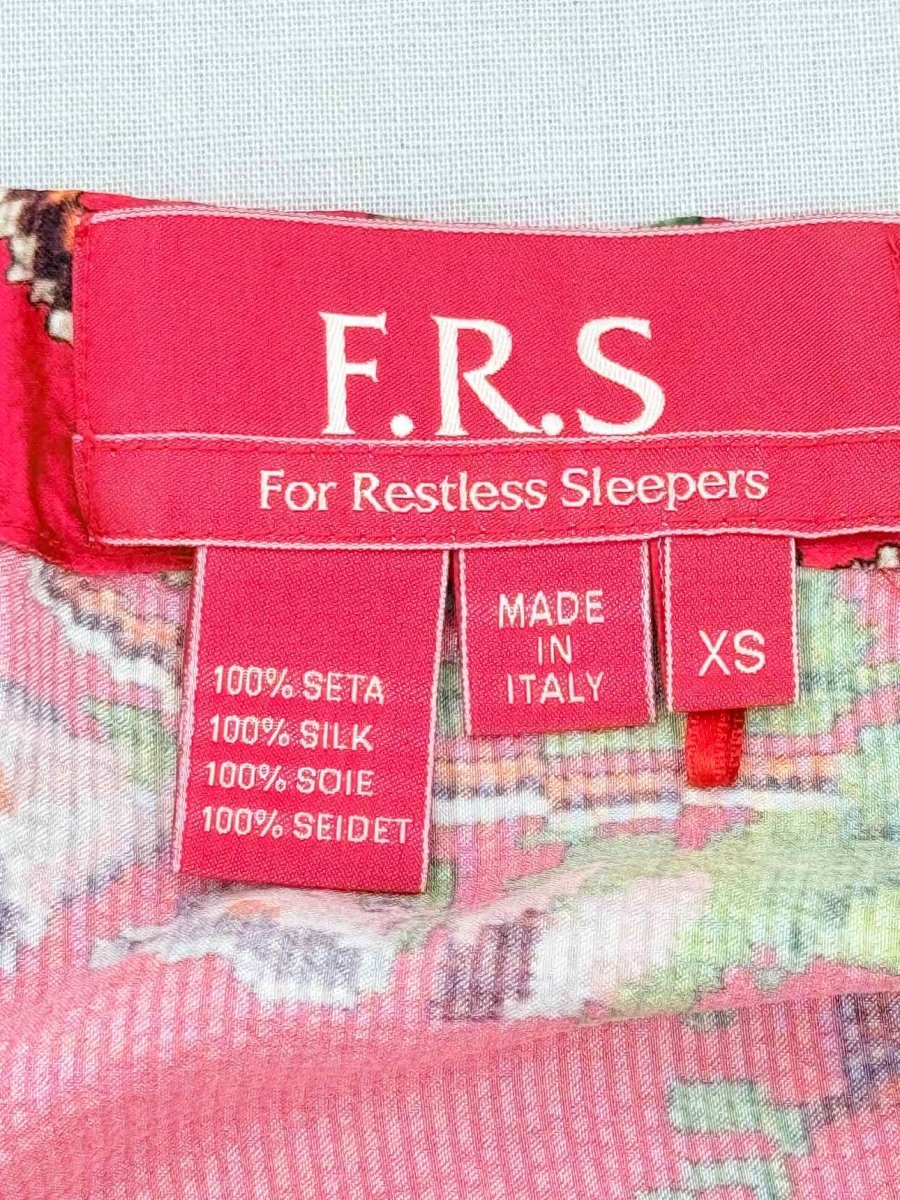 F.R.S
For Restless Sleepers
100% SETA
100% SILK
100% SOIE
100% SEIDET
MADE
IN
ITALY
XS